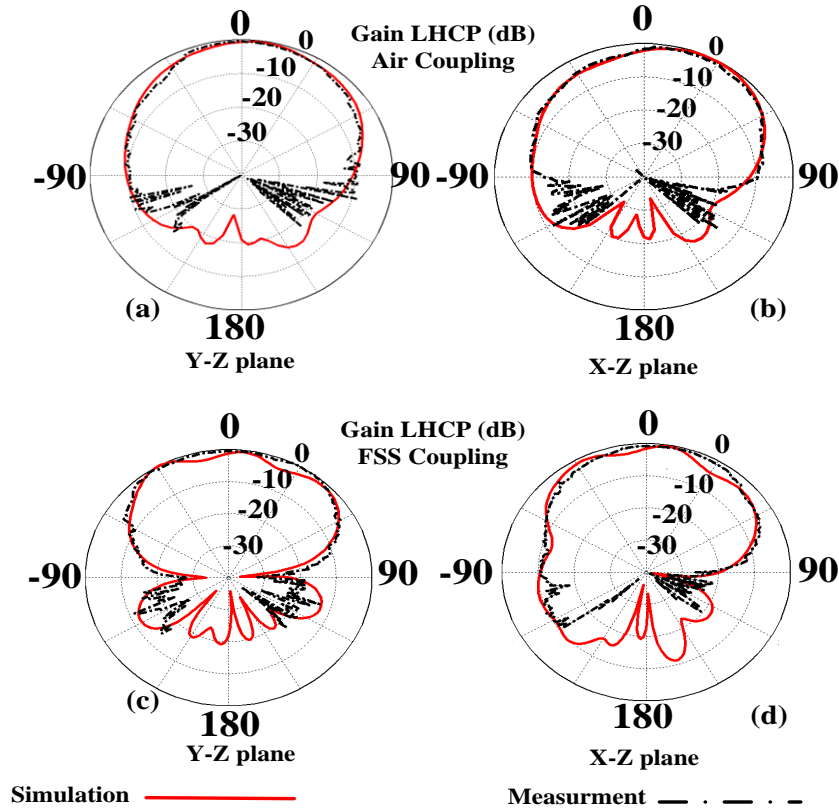 0 Gain LHCP (dB) 0
Air Coupling
0 0
-10 -10
-20 -20
-30 -30
-90 90 -90 90
(a) (b)
180 180
Y-Z plane X-Z plane
0 Gain LHCP (dB) 0
FSS Coupling
0 0
-10 -10
-20 -20
-30 -30
-90 90 -90 90
(c) (d)
180 180
Y-Z plane X-Z plane
Simulation Measurment